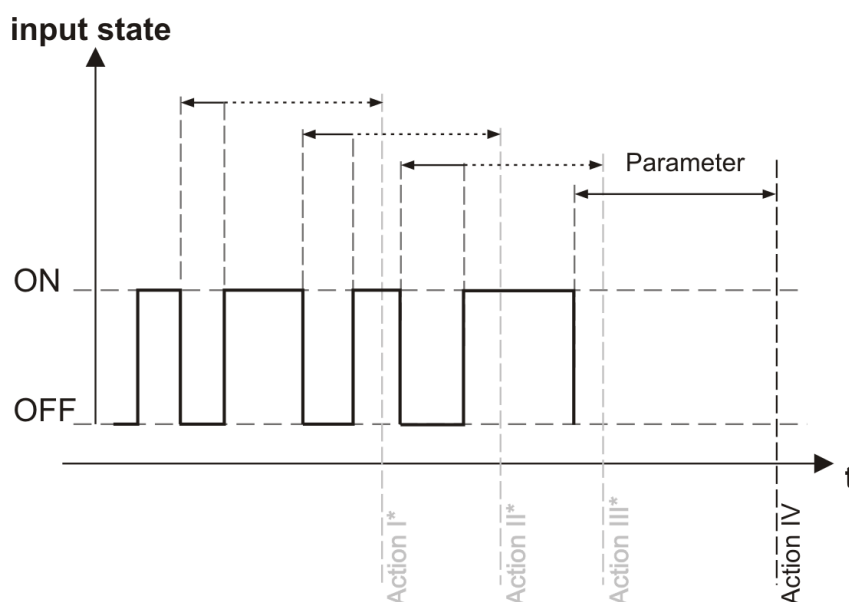 input state
Parameter
ON
OFF
t
Action I*
Action II*
Action III*
Action IV